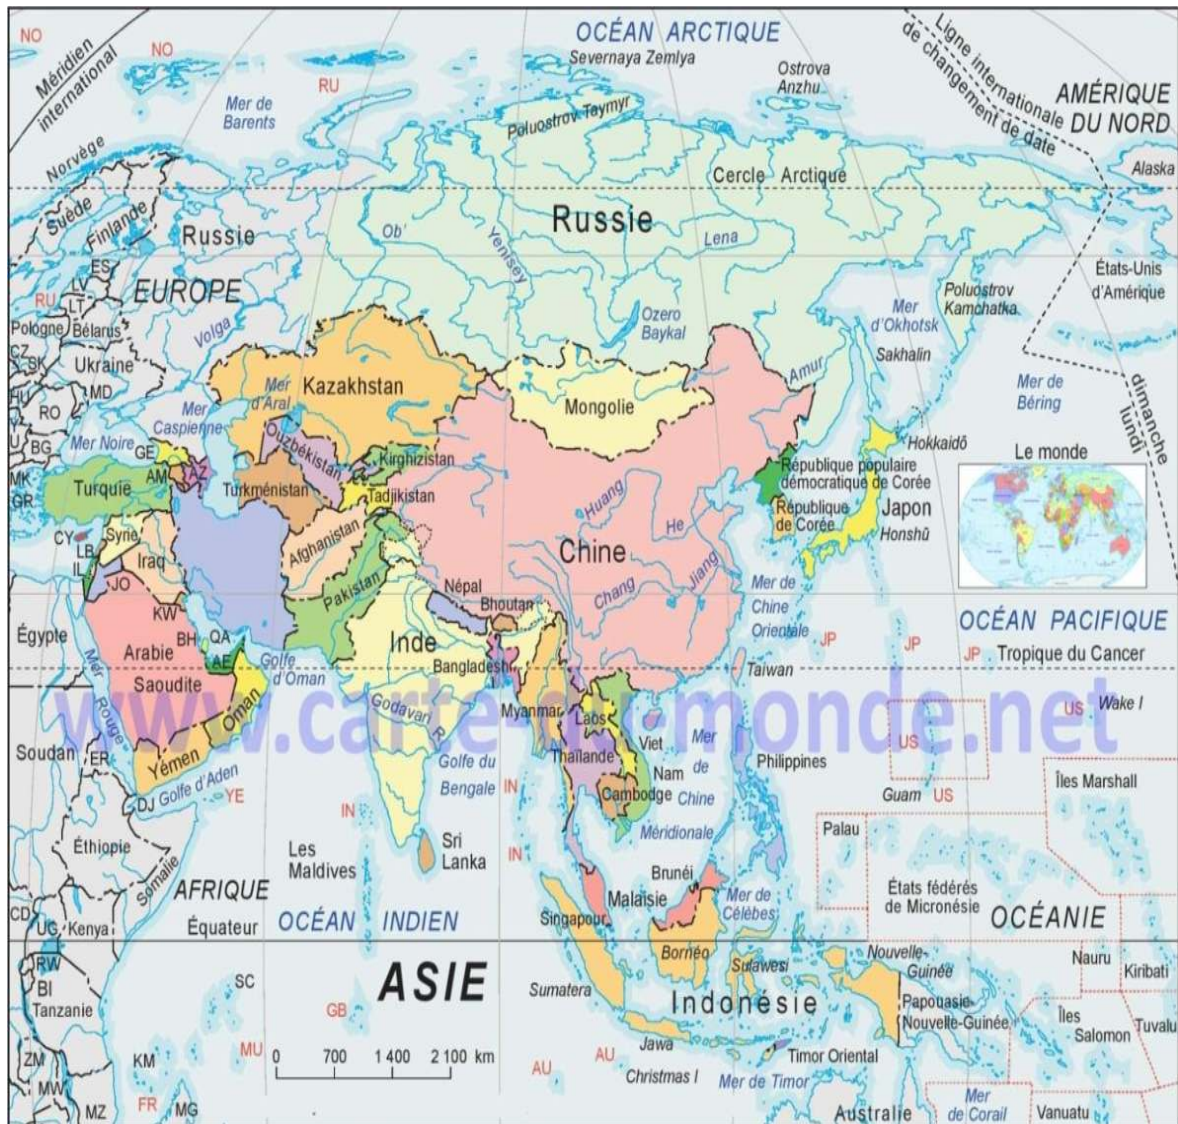 NO
NO
Méridien
international
RU
Mer de
Barents
OCÉAN ARCTIQUE
Severnaya Zemlya
Ostrova
Anzhu
Poluostrov Taymyr
Ligne internationale
de changement de date
AMÉRIQUE
DU NORD
Alaska
Cercle Arctique
Norvège
Suède
Finlande
Russie
Russie
Ob'
Yenisey
Lena
ES
LV
LT
RU
EUROPE
Volga
Pologne
Bélarus
CZ
SK
Ukraine
HU
MD
RO
BG
MK
GR
Mer Noire
Mer
Caspienne
Mer
d'Aral
Kazakhstan
Ozero
Baykal
Mongolie
Amur
Mer
d'Okhotsk
Sakhalin
Poluostrov
Kamchatka
États-Unis
d'Amérique
Mer de
Béring
dimanche
lundi
Hokkaidō
Le monde
GE
AM
AZ
Turquie
Ouzbékistan
Turkménistan
Kirghizistan
Tadjikistan
Afghanistan
Pakistan
République populaire
démocratique de Corée
République
de Corée
Japon
Honshū
Huang
He
Chine
Chang
Jiang
CY
LB
IL
Syrie
Iraq
JO
KW
BH
QA
AE
Égypte
Mer
Rouge
Arabie
Saoudite
Oman
Yémen
Golfe
d'Oman
Népal
Bhoutan
Inde
Bangladesh
Godavari
R
Mer de
Chine
Orientale
JP
JP
JP
OCÉAN PACIFIQUE
Tropique du Cancer
Taiwan
www.carte-du-monde.net
Soudan
ER
DJ
Golfe d'Aden
YE
Éthiopie
Somalie
Myanmar
Laos
Viet
Nam
Thaïlande
Cambodge
Mer
de
Chine
Méridionale
Philippines
US
Wake I
US
Guam
US
Îles Marshall
Golfe du
Bengale
IN
IN
IN
Les
Maldives
Sri
Lanka
Palau
États fédérés
de Micronésie
OCÉANIE
CD
UG
Kenya
AFRIQUE
Équateur
OCÉAN INDIEN
Brunéi
Malaisie
Singapour
Mer de
Célèbes
Bornéo
Sulawesi
Sumatera
Indonésie
Nouvelle-
Guinée
Papouasie-
Nouvelle-Guinée
Nauru
Kiribati
Îles
Salomon
Tuvalu
RW
BI
Tanzanie
SC
ASIE
GB
ZM
MW
MZ
KM
MU
FR
MG
0 700 1 400 2 100 km
AU
AU
Jawa
Christmas I
Timor Oriental
Mer de Timor
Australie
Mer
de Corail
Vanuatu